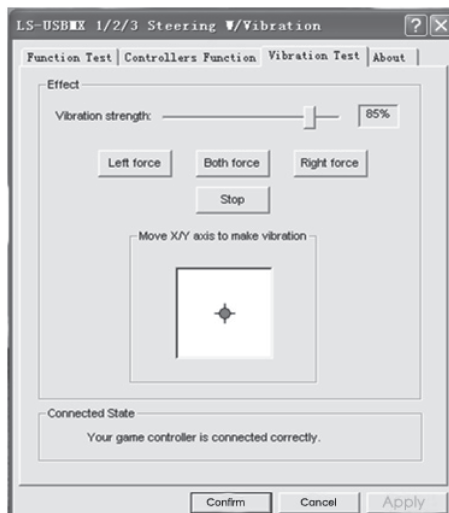 LS-USBMX 1/2/3 Steering W/Vibration
Function Test Controllers Function Vibration Test About
Effect
Vibration strength: 85%
Left force Both force Right force
Stop
Move X/Y axis to make vibration
Connected State
Your game controller is connected correctly.
Confirm Cancel Apply